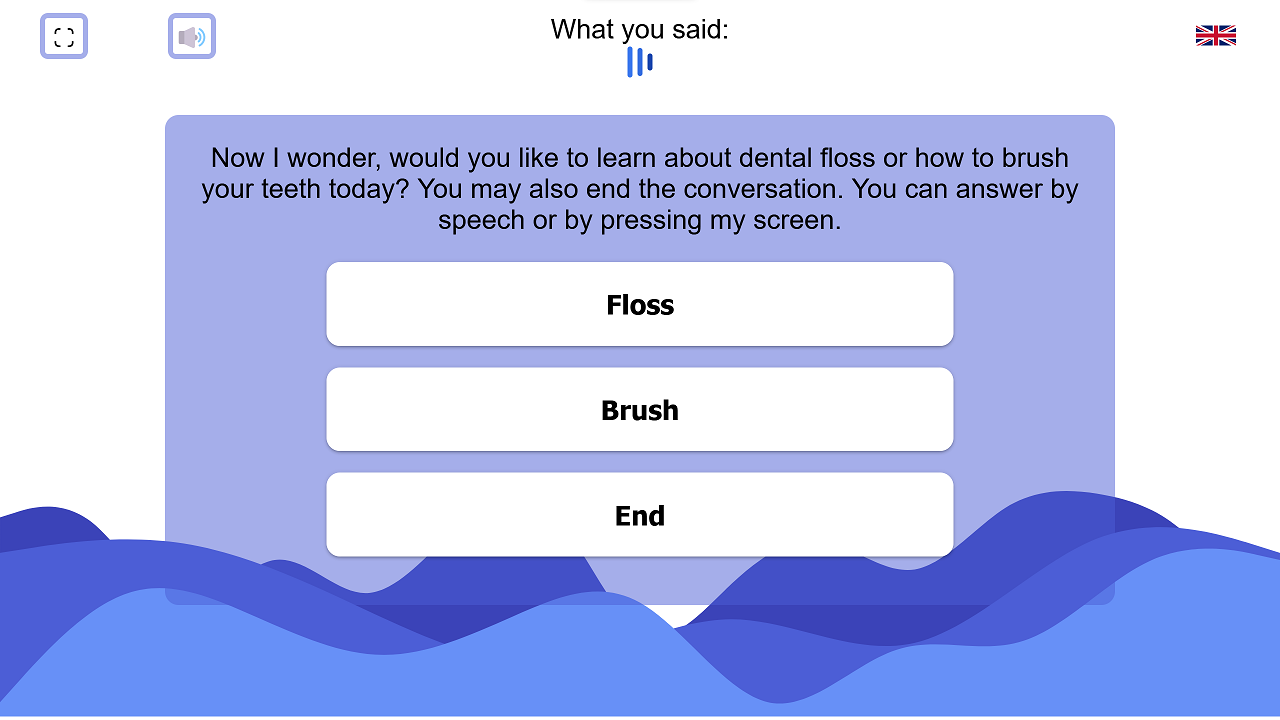 What you said:
Now I wonder, would you like to learn about dental floss or how to brush
your teeth today? You may also end the conversation. You can answer by
speech or by pressing my screen.
Floss
Brush
End